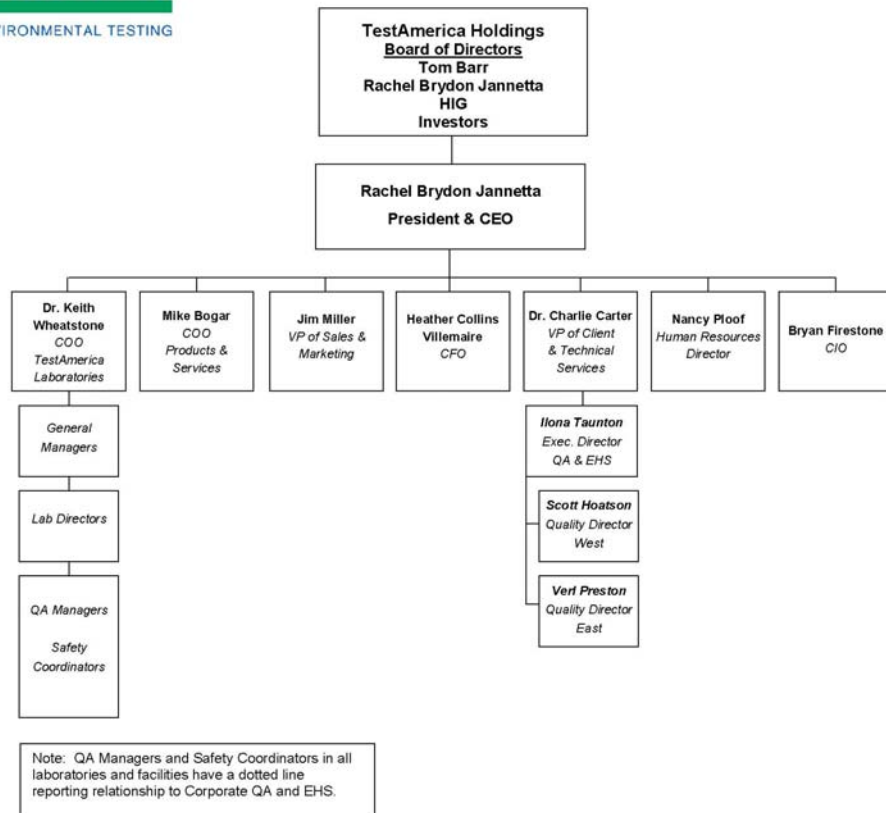 ENVIRONMENTAL TESTING
TestAmerica Holdings
Board of Directors
Tom Barr
Rachel Brydon Jannetta
HIG
Investors
Rachel Brydon Jannetta
President & CEO
Dr. Keith
Wheatstone
COO
TestAmerica
Laboratories
Mike Bogar
COO
Products &
Services
Jim Miller
VP of Sales &
Marketing
Heather Collins
Villemaire
CFO
Dr. Charlie Carter
VP of Client
& Technical
Services
Nancy Ploof
Human Resources
Director
Bryan Firestone
CIO
General
Managers
Lab Directors
QA Managers
Safety
Coordinators
Ilona Taunton
Exec. Director
QA & EHS
Scott Hoatson
Quality Director
West
Verl Preston
Quality Director
East
Note: QA Managers and Safety Coordinators in all
laboratories and facilities have a dotted line
reporting relationship to Corporate QA and EHS.